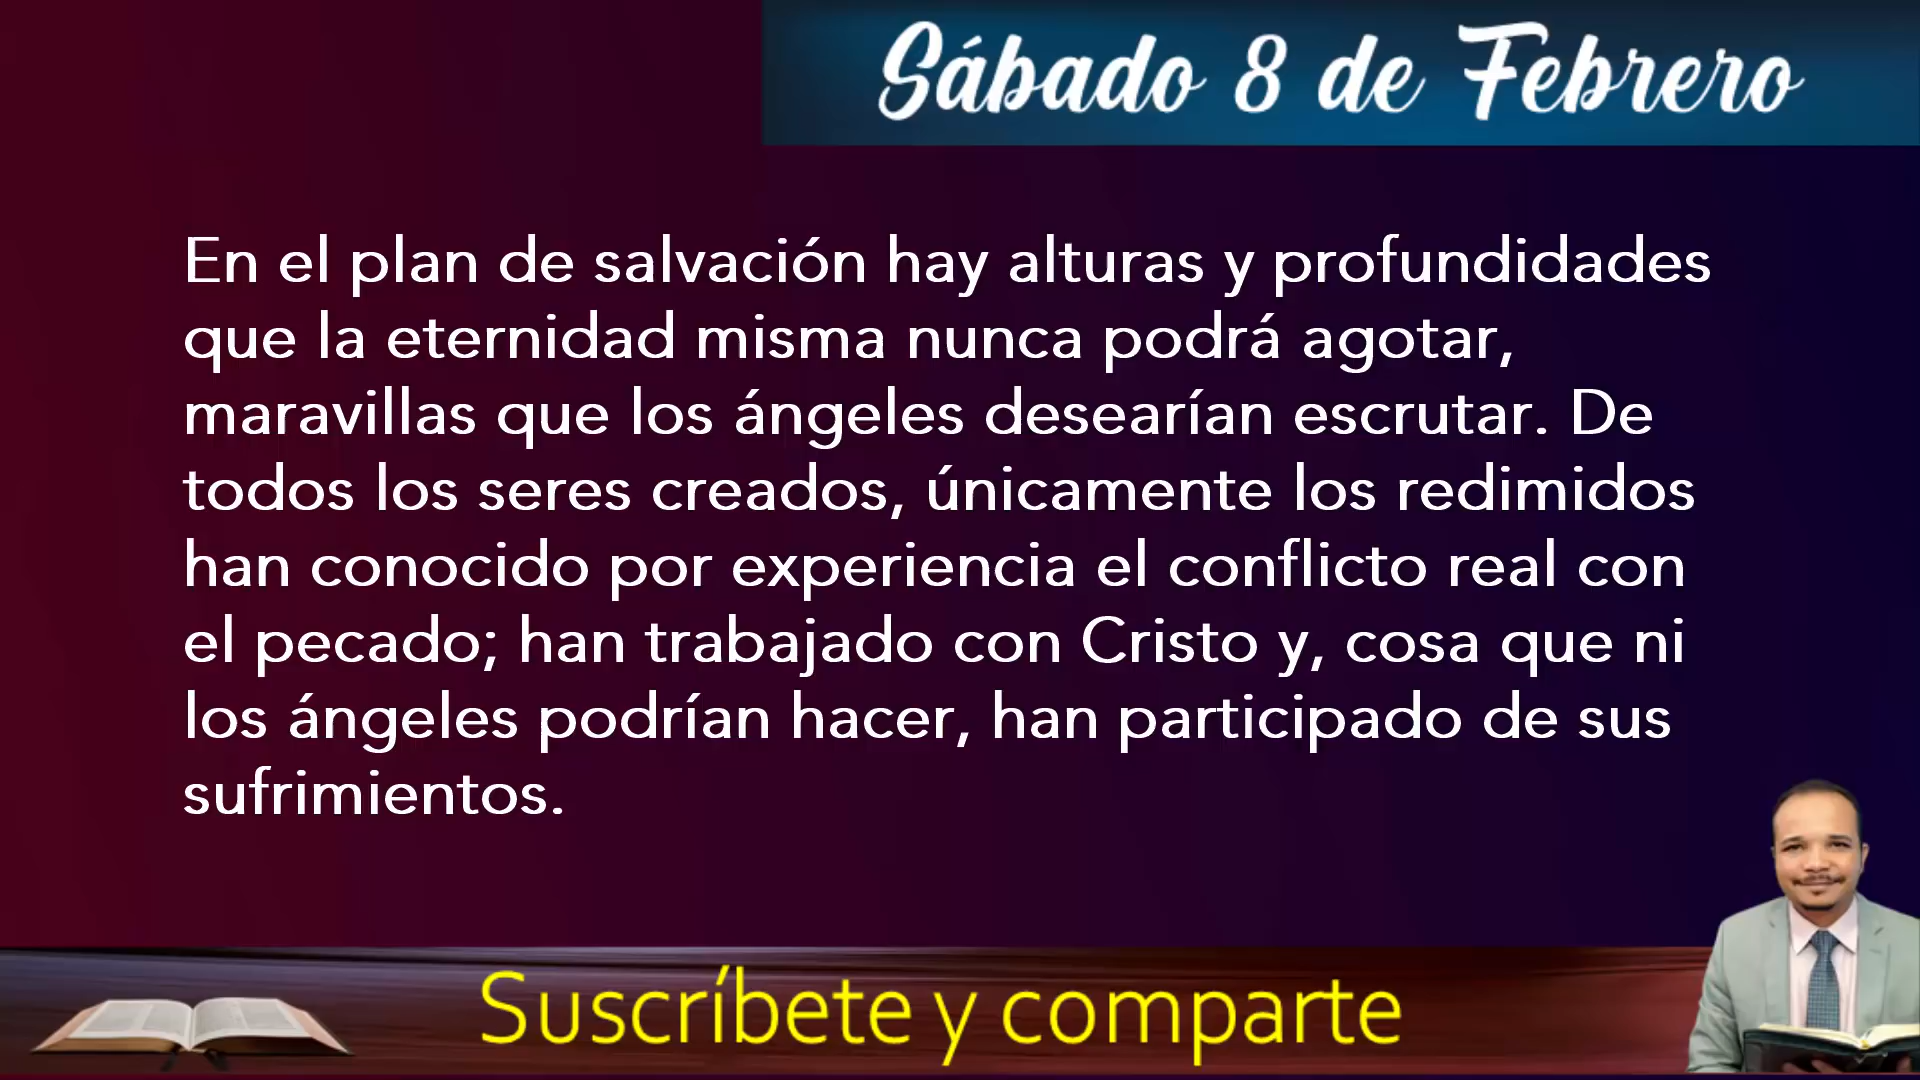 Sábado 8 de Febrero
En el plan de salvación hay alturas y profundidades
que la eternidad misma nunca podrá agotar,
maravillas que los ángeles desearían escrutar. De
todos los seres creados, únicamente los redimidos
han conocido por experiencia el conflicto real con
el pecado; han trabajado con Cristo y, cosa que ni
los ángeles podrían hacer, han participado de sus
sufrimientos.
Suscríbete y comparte